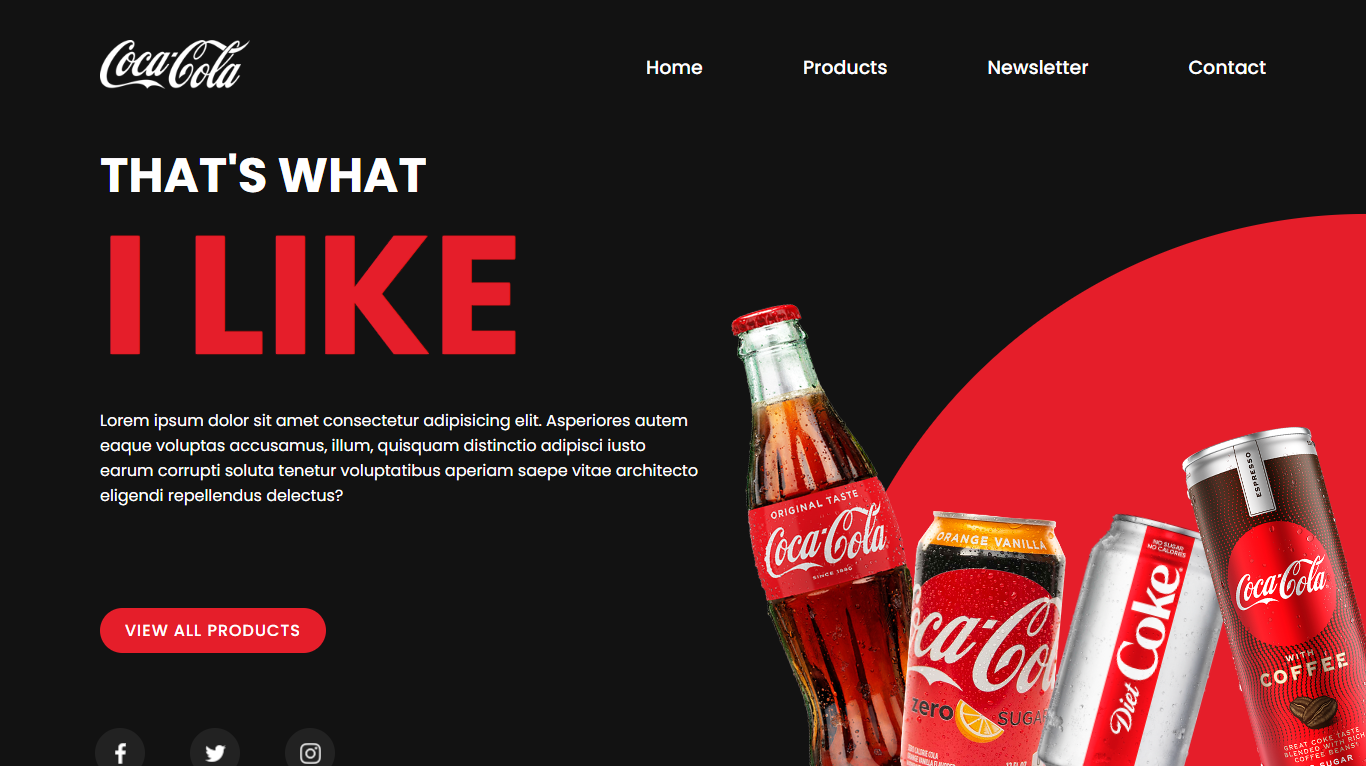 Coca-Cola
Home
Products
Newsletter
Contact
THAT'S WHAT
I LIKE
Lorem ipsum dolor sit amet consectetur adipisicing elit. Asperiores autem
eaque voluptas accusamus, illum, quisquam distinctio adipisci iusto
earum corrupti soluta tenetur voluptatibus aperiam saepe vitae architecto
eligendi repellendus delectus?
VIEW ALL PRODUCTS
ORIGINAL TASTE
Coca-Cola
SINCE 1886
ORANGE VANILLA
Coca-Col
zero SUGA
NO SUGAR
NO CALORIES
Diet Coke
ESPRESSO
Coca-Cola
WITH
COFFEE
GREAT COKE TASTE
BLENDED WITH RICH
COFFEE BEANS
SUGAR